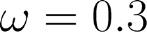 ω = 0.3